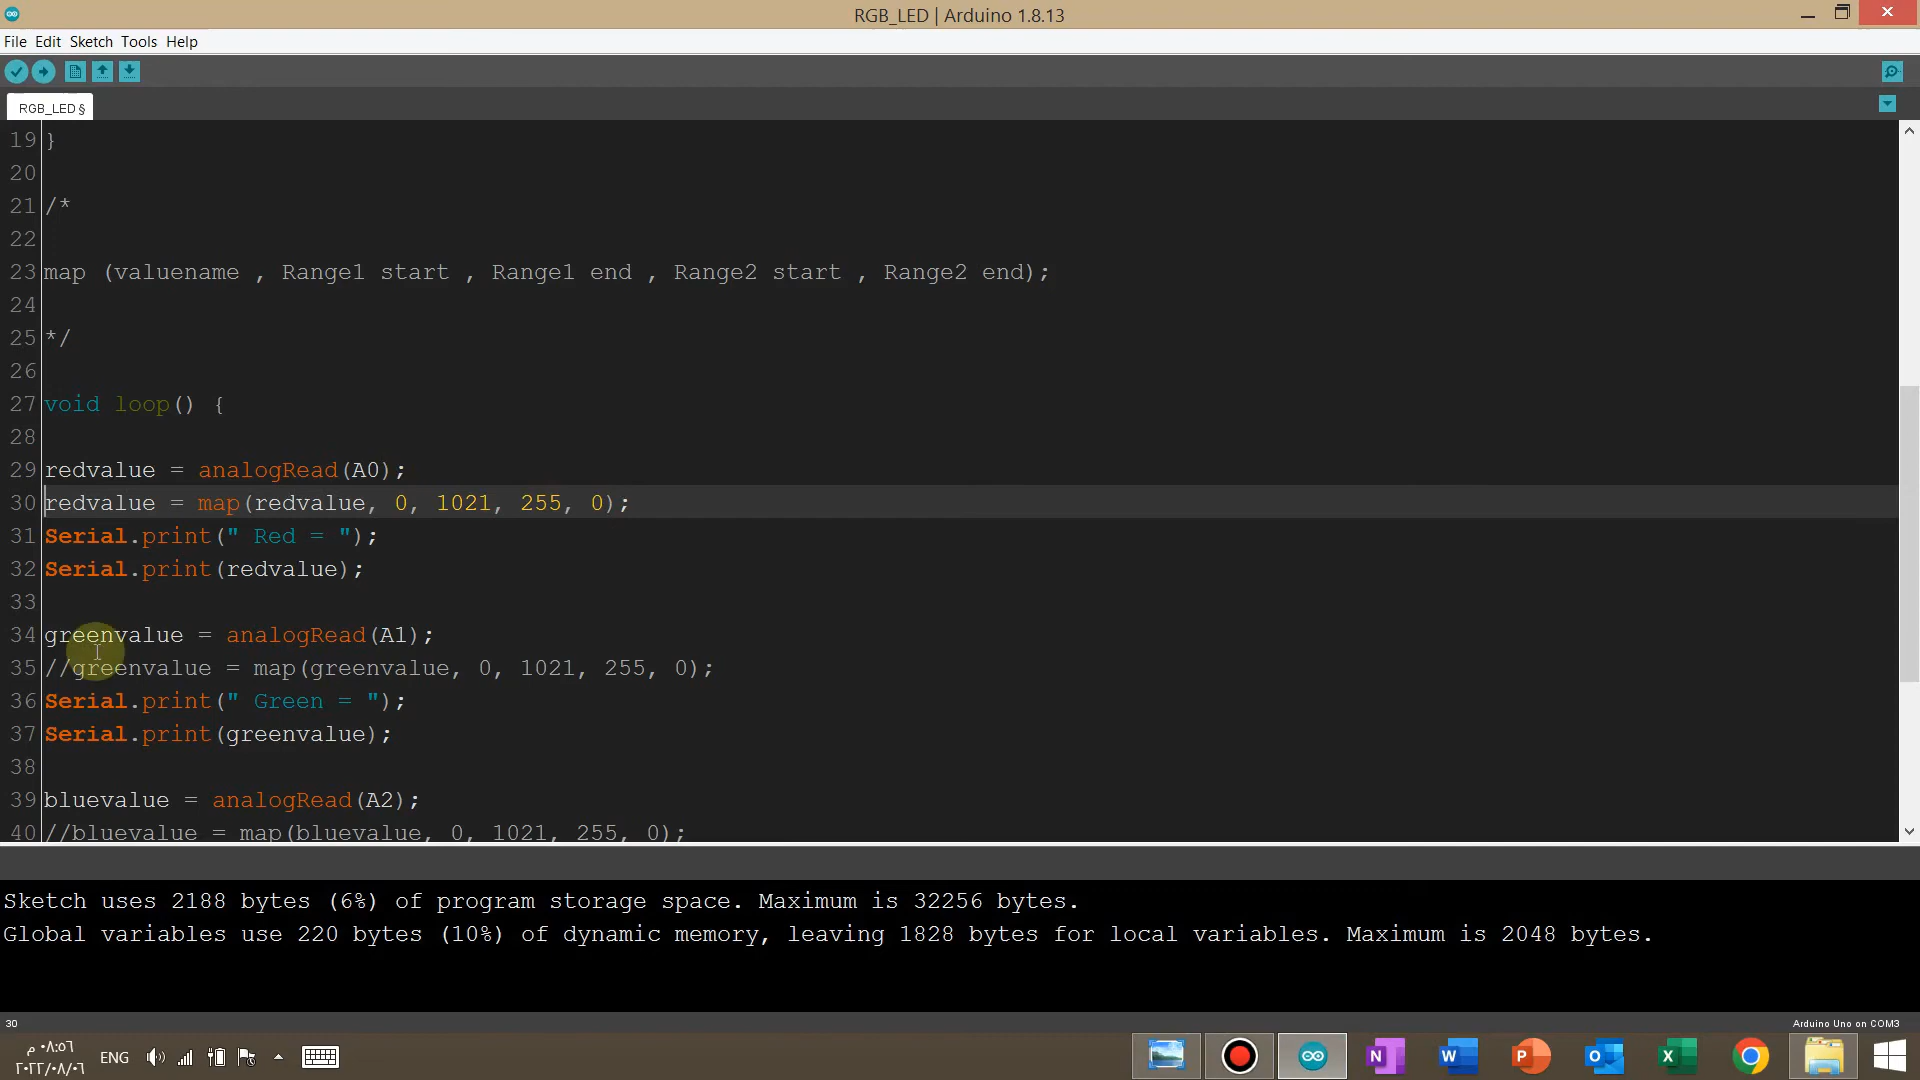 RGB_LED | Arduino 1.8.13
File Edit Sketch Tools Help
RGB_LED §
19 }
20
21 /*
22
23 map (valuename , Range1 start , Range1 end , Range2 start , Range2 end);
24
25 */
26
27 void loop() {
28
29 redvalue = analogRead(A0);
30 redvalue = map(redvalue, 0, 1021, 255, 0);
31 Serial.print(" Red = ");
32 Serial.print(redvalue);
33
34 greenvalue = analogRead(A1);
35 //greenvalue = map(greenvalue, 0, 1021, 255, 0);
36 Serial.print(" Green = ");
37 Serial.print(greenvalue);
38
39 bluevalue = analogRead(A2);
40 //bluevalue = map(bluevalue, 0, 1021, 255, 0);
Sketch uses 2188 bytes (6%) of program storage space. Maximum is 32256 bytes.
Global variables use 220 bytes (10%) of dynamic memory, leaving 1828 bytes for local variables. Maximum is 2048 bytes.
30
Arduino Uno on COM3
٠٨:٥٦ م
ENG
٢٠٢٢/٠٨/٠٦
N W P O X